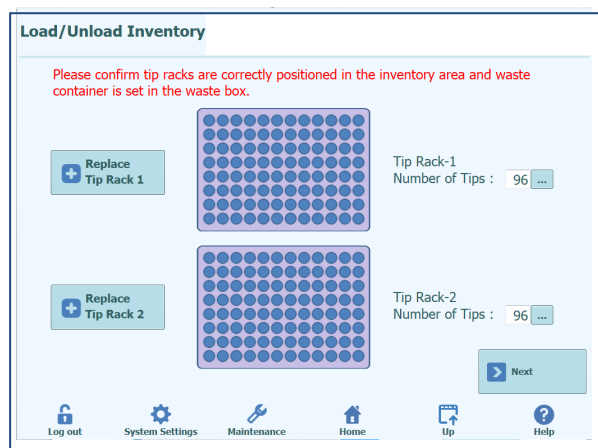 Load/Unload Inventory
Please confirm tip racks are correctly positioned in the inventory area and waste
container is set in the waste box.
Replace
Tip Rack 1
Tip Rack-1
Number of Tips : 96 ...
Replace
Tip Rack 2
Tip Rack-2
Number of Tips : 96 ...
Next
Log out System Settings Maintenance Home Up Help